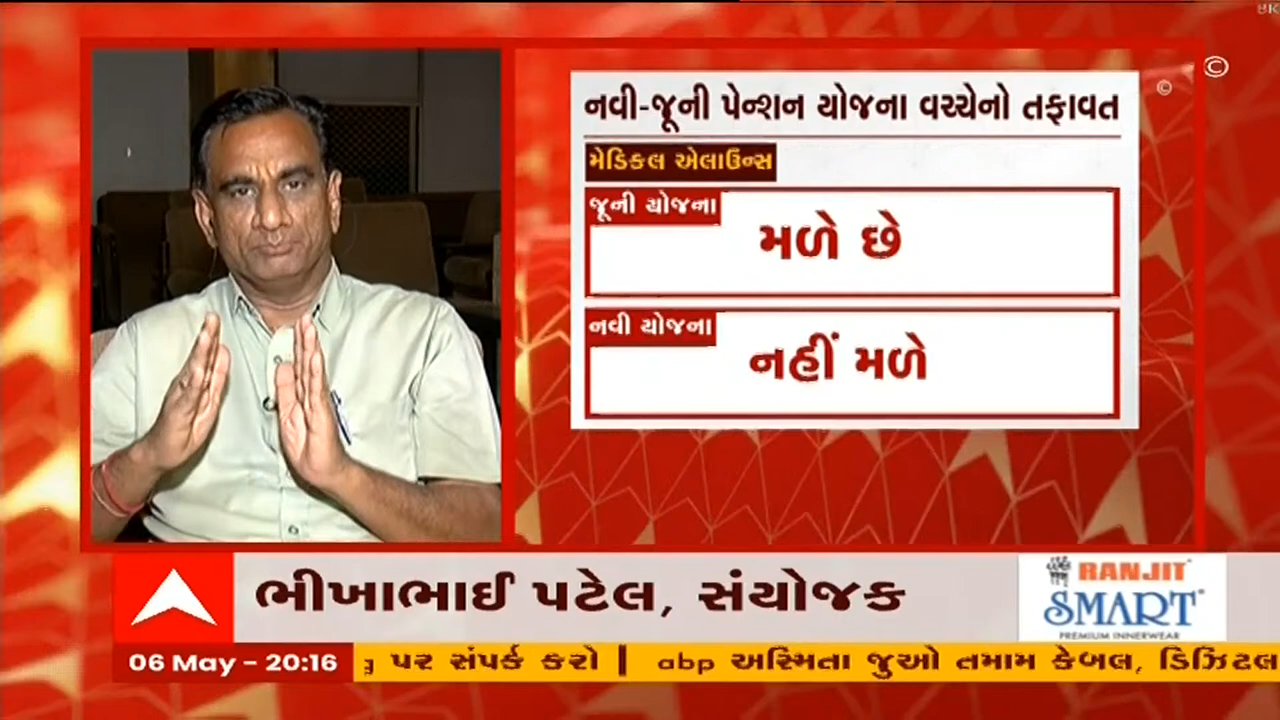 ©
©
નવી-જૂની પેન્શન યોજના વચ્ચેનો તફાવત
મેડિકલ એલાઉન્સ
જૂની યોજના
મળે છે
નવી યોજના
નહીં મળે
ભીખાભાઈ પટેલ, સંયોજક
RANJIT
SMART
PREMIUM INNERWEAR
06 May - 20:16
પર સંપર્ક કરો | abp અસ્મિતા જુઓ તમામ કેબલ, ડિઝિટલ